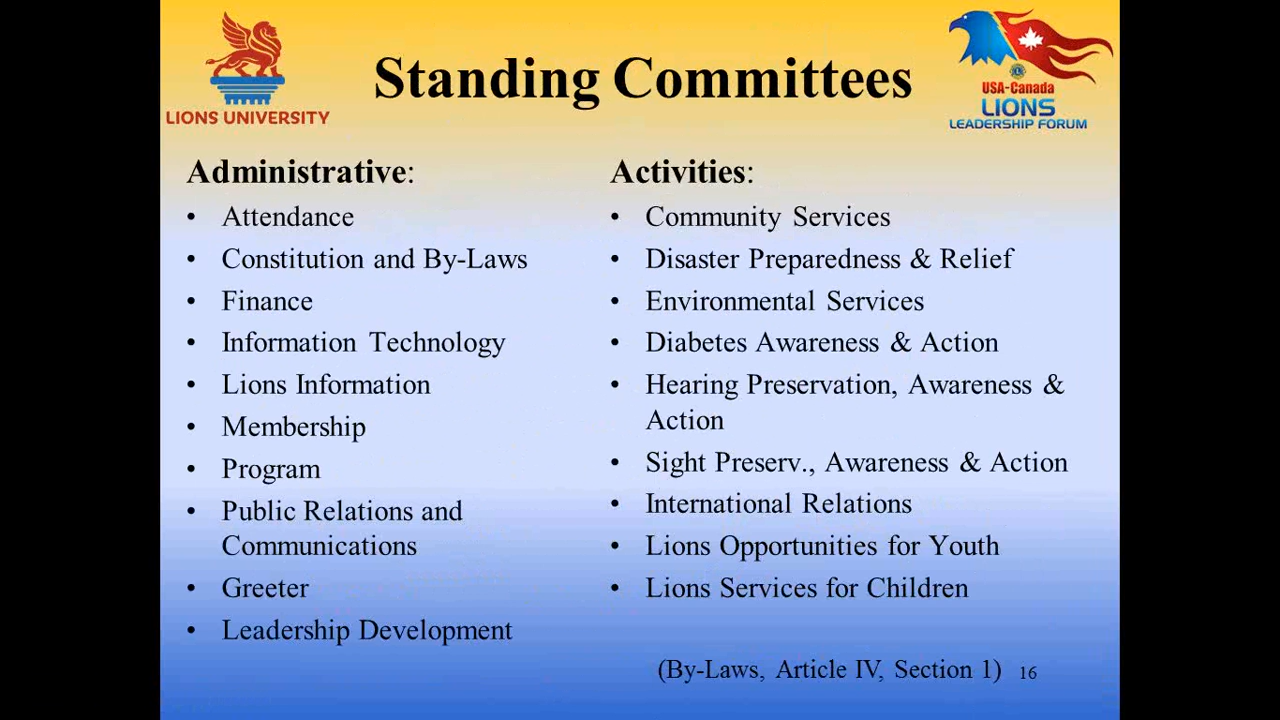 Standing Committees
LIONS UNIVERSITY
USA-Canada
LIONS
LEADERSHIP FORUM
Administrative:
• Attendance
• Constitution and By-Laws
• Finance
• Information Technology
• Lions Information
• Membership
• Program
• Public Relations and
Communications
• Greeter
• Leadership Development
Activities:
• Community Services
• Disaster Preparedness & Relief
• Environmental Services
• Diabetes Awareness & Action
• Hearing Preservation, Awareness &
Action
• Sight Preserv., Awareness & Action
• International Relations
• Lions Opportunities for Youth
• Lions Services for Children
(By-Laws, Article IV, Section 1) 16